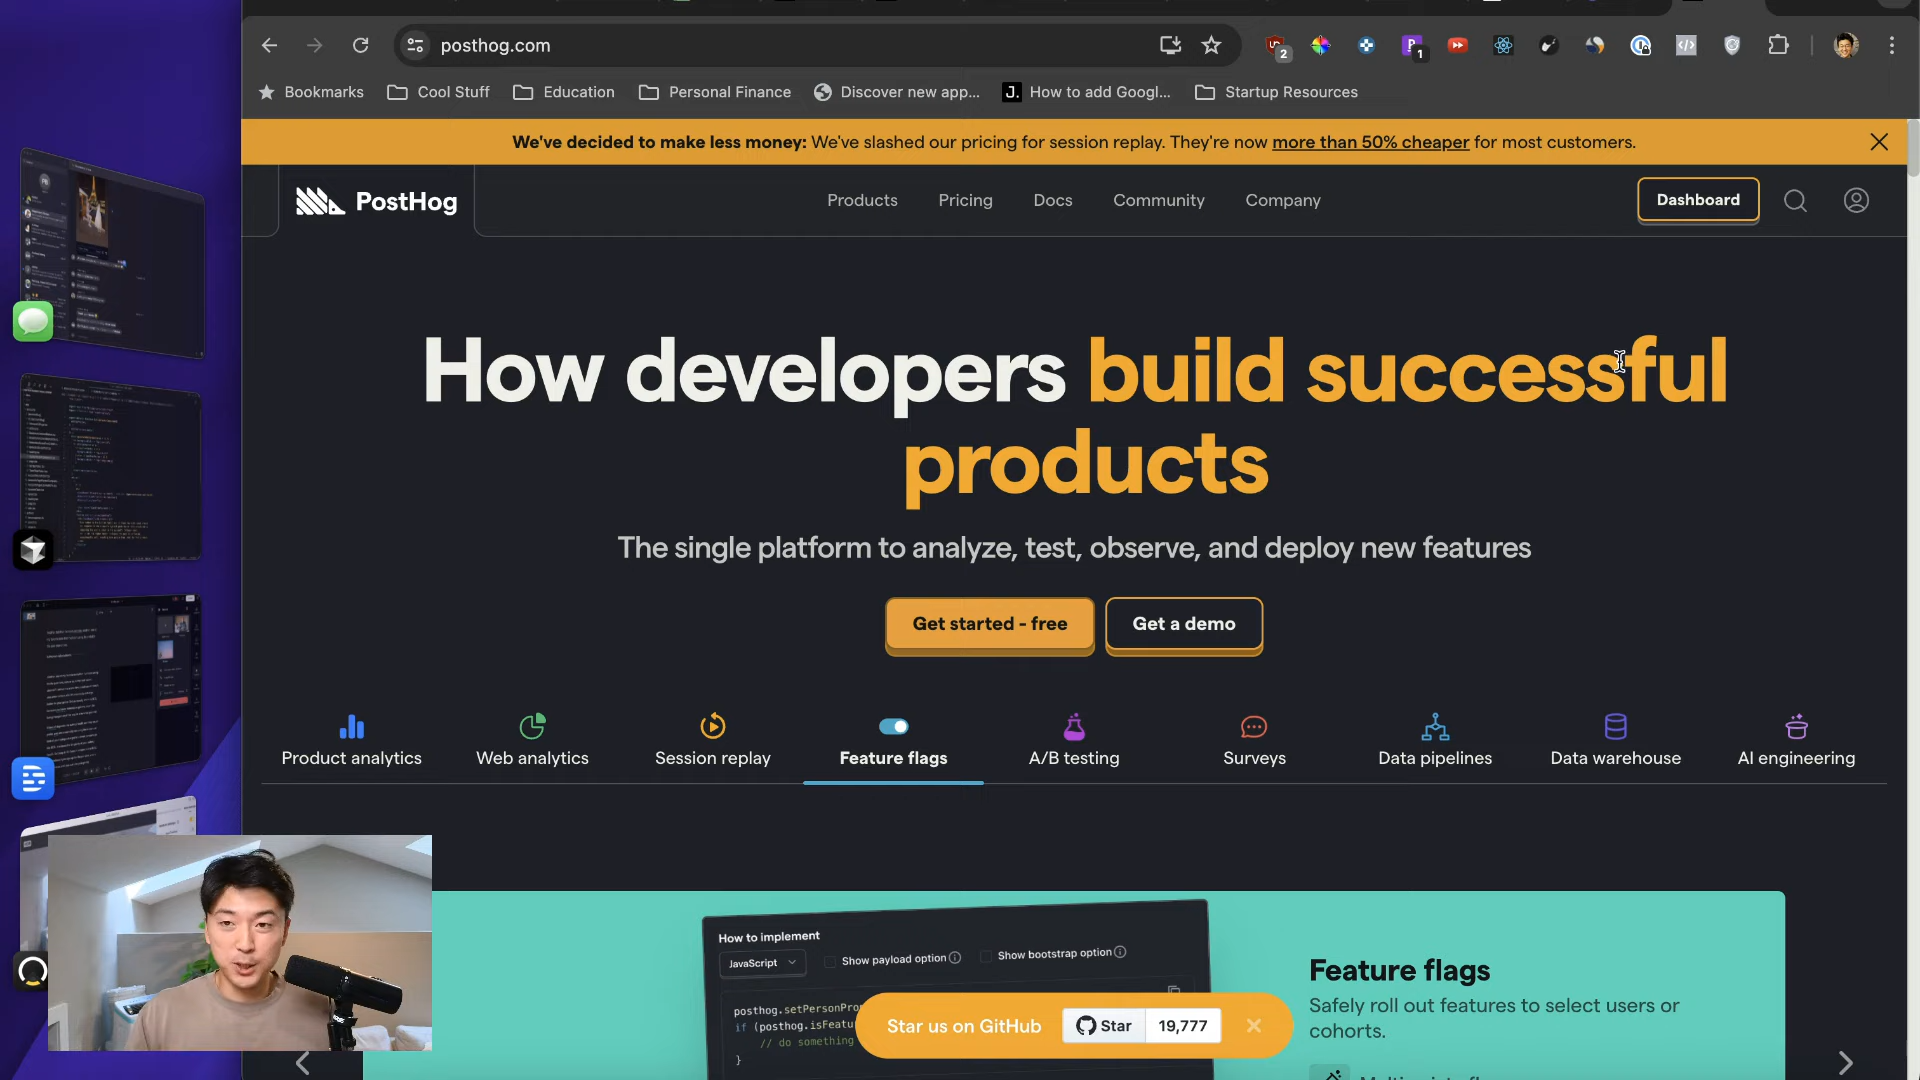 posthog.com
2
1
Bookmarks
Cool Stuff
Education
Personal Finance
Discover new app...
J.
How to add Googl...
Startup Resources
We've decided to make less money: We've slashed our pricing for session replay. They're now more than 50% cheaper for most customers.
PostHog
Products
Pricing
Docs
Community
Company
Dashboard
How developers build successful
products
The single platform to analyze, test, observe, and deploy new features
Get started - free
Get a demo
Product analytics
Web analytics
Session replay
Feature flags
A/B testing
Surveys
Data pipelines
Data warehouse
AI engineering
How to implement
JavaScript
Show payload option
Show bootstrap option
posthog.setPersonPro
if (posthog.isFeatu
// do something
}
Star us on GitHub
Star
19,777
Feature flags
Safely roll out features to select users or
cohorts.